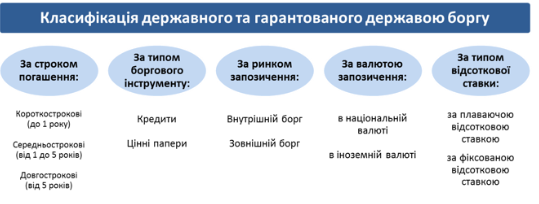 Класифікація державного та гарантованого державою боргу
За строком
погашення:
Короткострокові
(до 1 року)
Середньострокові
(від 1 до 5 років)
Довгострокові
(від 5 років)
За типом
боргового
інструменту:
Кредити
Цінні папери
За ринком
запозичення:
Внутрішній борг
Зовнішній борг
За валютою
запозичення:
в національній
валюті
в іноземній валюті
За типом
відсоткової
ставки:
за плаваючою
відсотковою
ставкою
за фіксованою
відсотковою
ставкою